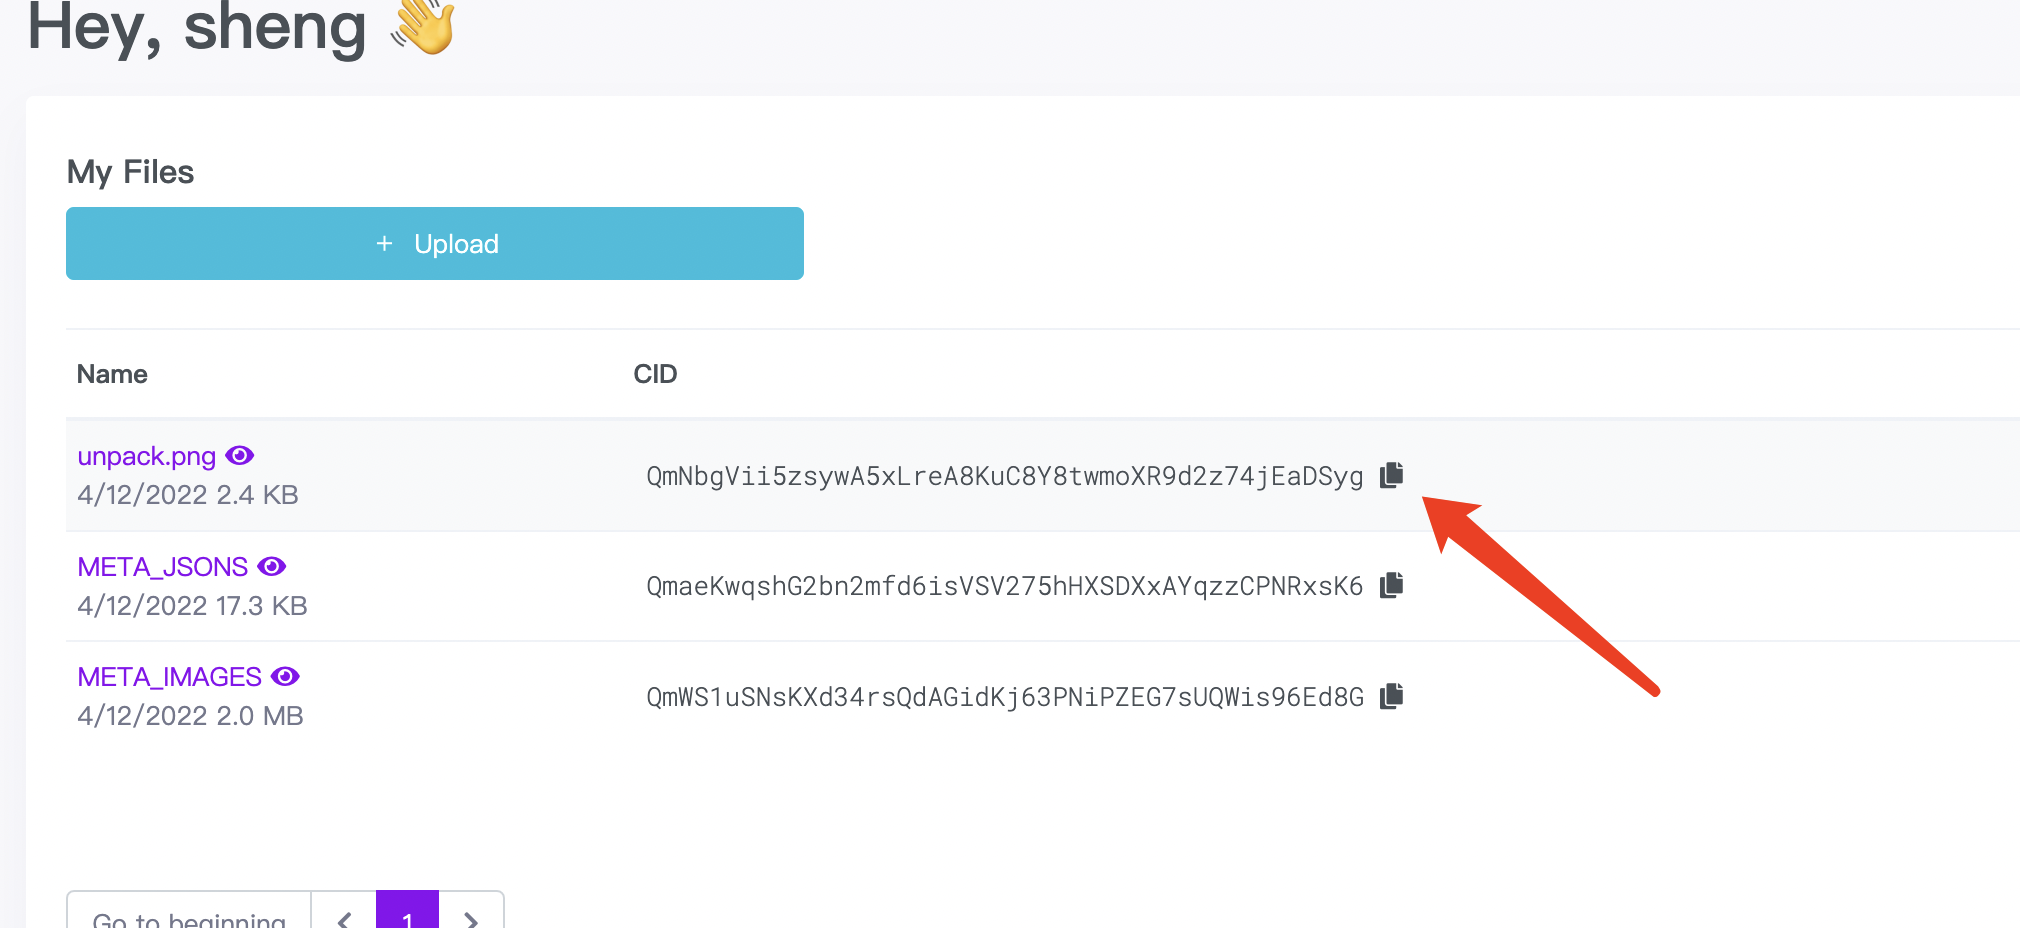 Hey, sheng 👋
My Files
+ Upload
Name CID
unpack.png
4/12/2022 2.4 KB
QmNbgVii5zsywA5xLreA8KuC8Y8twmoXR9d2z74jEaDSyg
META_JSONS
4/12/2022 17.3 KB
QmaeKwqshG2bn2mfd6isVSV275hHXSDXxAYqzzCPNRxsK6
META_IMAGES
4/12/2022 2.0 MB
QmWS1uSNsKXd34rsQdAGidKj63PNiPZEG7sUQWis96Ed8G
Go to beginning 1